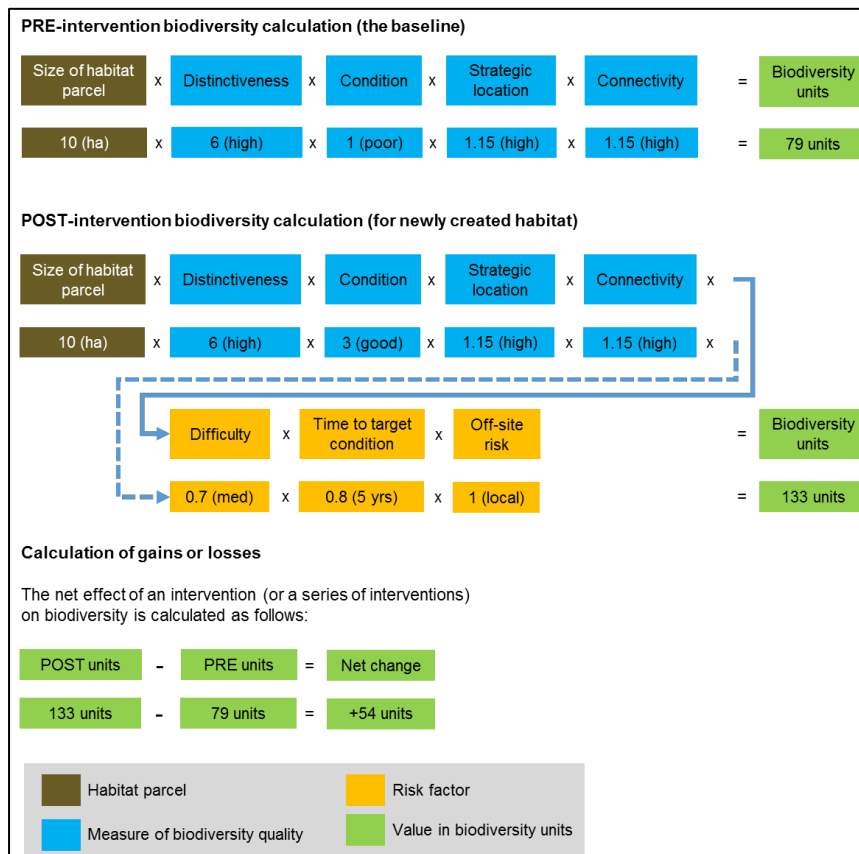 PRE-intervention biodiversity calculation (the baseline)
Size of habitat parcel x Distinctiveness x Condition x Strategic location x Connectivity = Biodiversity units
10 (ha) x 6 (high) x 1 (poor) x 1.15 (high) x 1.15 (high) = 79 units
POST-intervention biodiversity calculation (for newly created habitat)
Size of habitat parcel x Distinctiveness x Condition x Strategic location x Connectivity x
10 (ha) x 6 (high) x 3 (good) x 1.15 (high) x 1.15 (high) x
Difficulty x Time to target condition x Off-site risk = Biodiversity units
0.7 (med) x 0.8 (5 yrs) x 1 (local) = 133 units
Calculation of gains or losses
The net effect of an intervention (or a series of interventions)
on biodiversity is calculated as follows:
POST units - PRE units = Net change
133 units - 79 units = +54 units
Habitat parcel
Risk factor
Measure of biodiversity quality
Value in biodiversity units